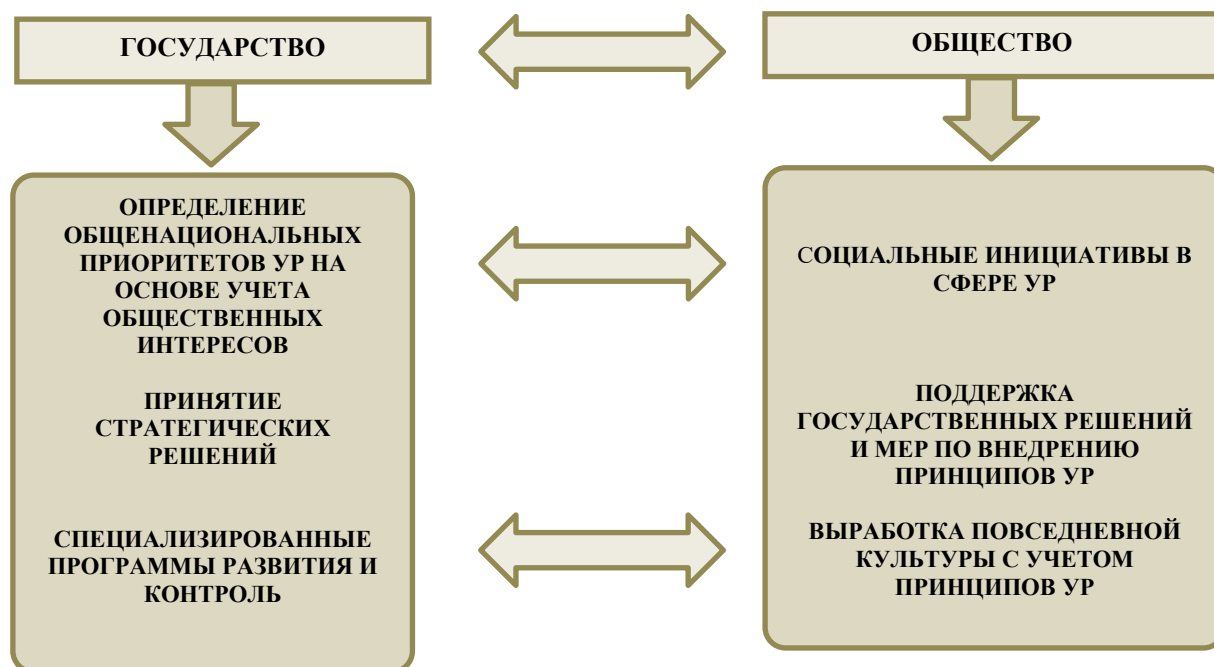 ГОСУДАРСТВО
ОБЩЕСТВО
ОПРЕДЕЛЕНИЕ
ОБЩЕНАЦИОНАЛЬНЫХ
ПРИОРИТЕТОВ УР НА
ОСНОВЕ УЧЕТА
ОБЩЕСТВЕННЫХ
ИНТЕРЕСОВ
ПРИНЯТИЕ
СТРАТЕГИЧЕСКИХ
РЕШЕНИЙ
СПЕЦИАЛИЗИРОВАННЫЕ
ПРОГРАММЫ РАЗВИТИЯ И
КОНТРОЛЬ
СОЦИАЛЬНЫЕ ИНИЦИАТИВЫ В
СФЕРЕ УР
ПОДДЕРЖКА
ГОСУДАРСТВЕННЫХ РЕШЕНИЙ
И МЕР ПО ВНЕДРЕНИЮ
ПРИНЦИПОВ УР
ВЫРАБОТКА ПОВСЕДНЕВНОЙ
КУЛЬТУРЫ С УЧЕТОМ
ПРИНЦИПОВ УР